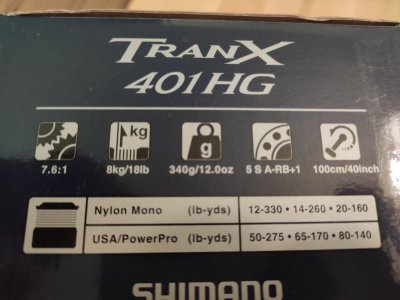 TRANX
401HG
kg
g
7.6:1
8kg/18lb
340g/12.0oz
5 S A-RB+1
100cm/40inch
Nylon Mono (lb-yds) 12-330 • 14-260 • 20-160
USA/PowerPro (lb-yds) 50-275 • 65-170 • 80-140
SHIMANO